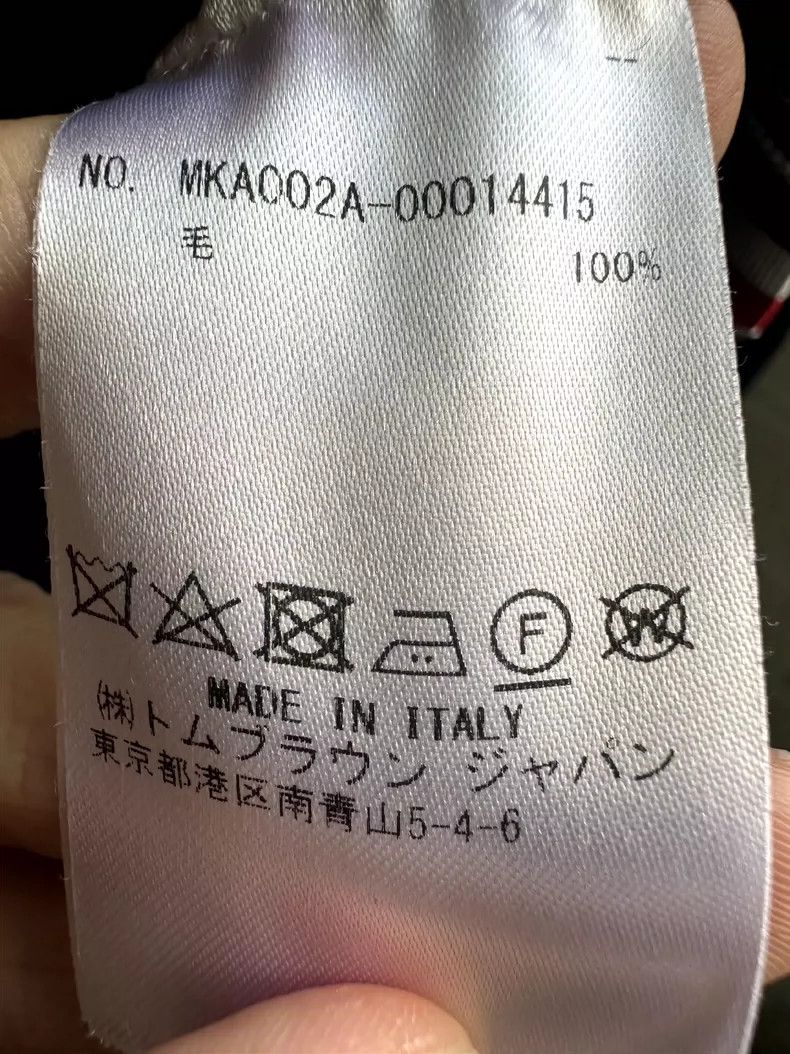 NO. MKA002A-00014415
毛 100%
F W
MADE IN ITALY
(株)トムブラウン ジャパン
東京都港区南青山5-4-6